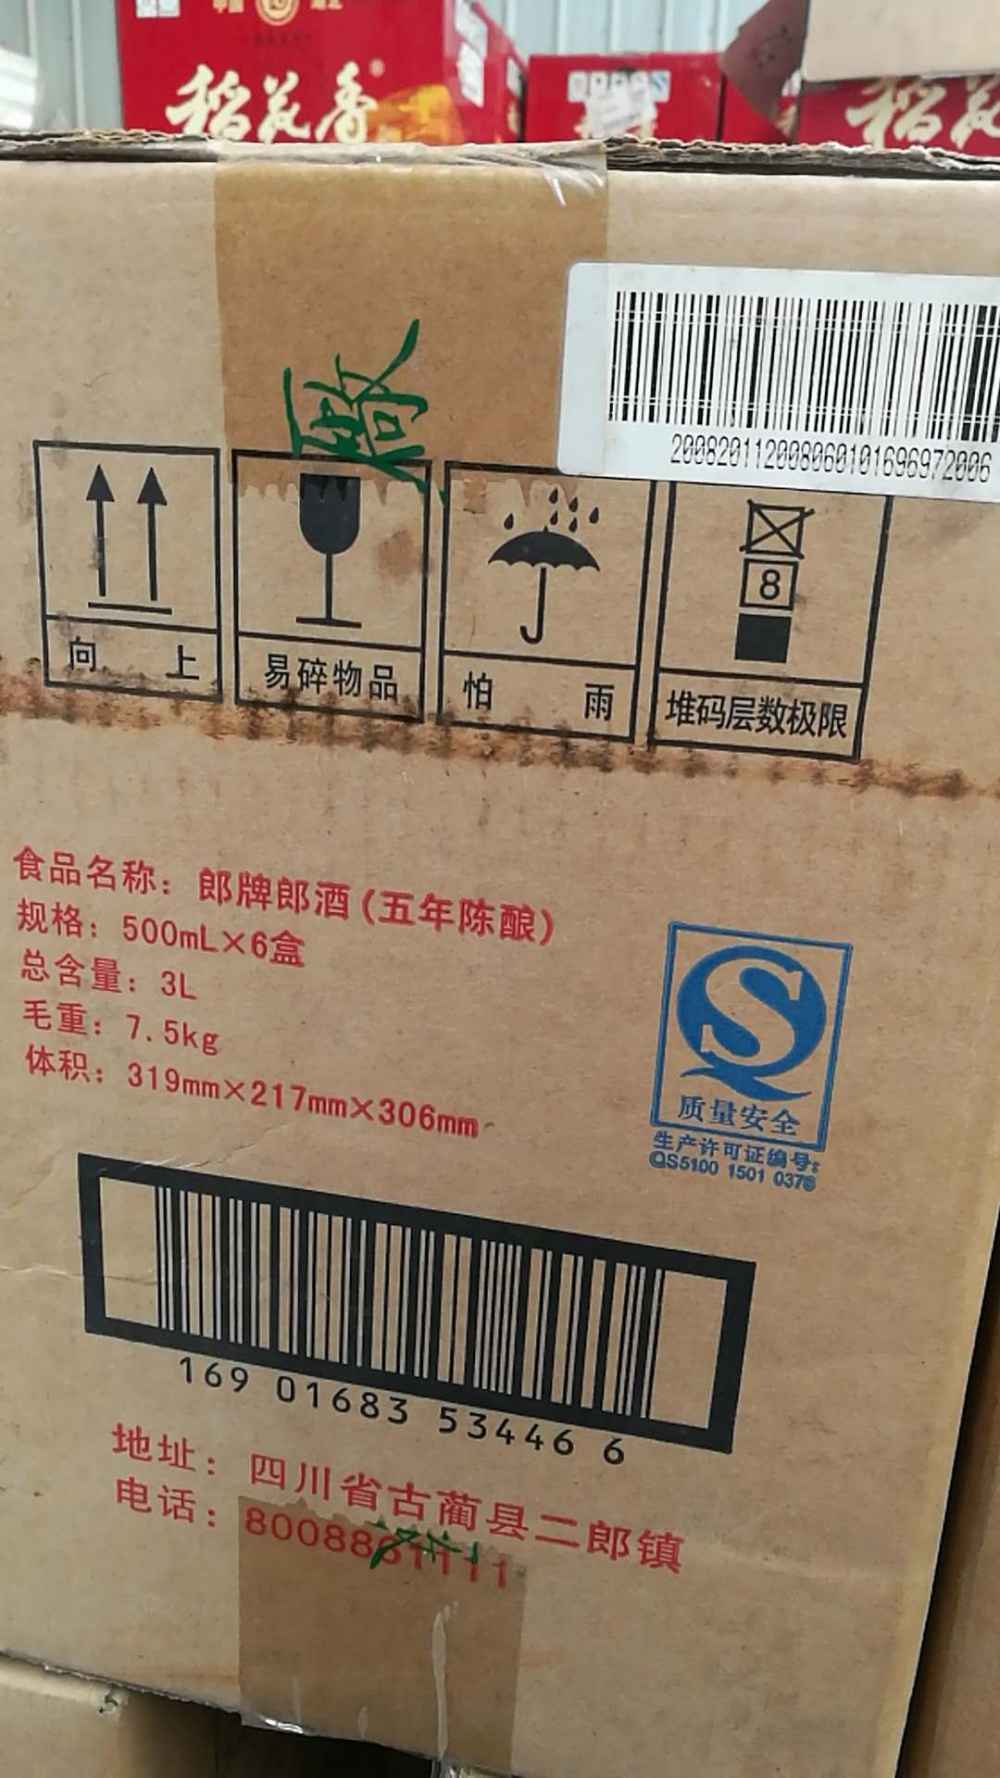 稻花香
稻花
200820112008060101696972006
8
向上
易碎物品
怕雨
堆码层数极限
食品名称：郎牌郎酒(五年陈酿)
规格：500mL×6盒
总含量：3L
毛重：7.5kg
体积：319mm×217mm×306mm
质量安全
生产许可证编号：
QS5100 1501 0376
169 01683 53446 6
地址：四川省古蔺县二郎镇
电话：8008861111